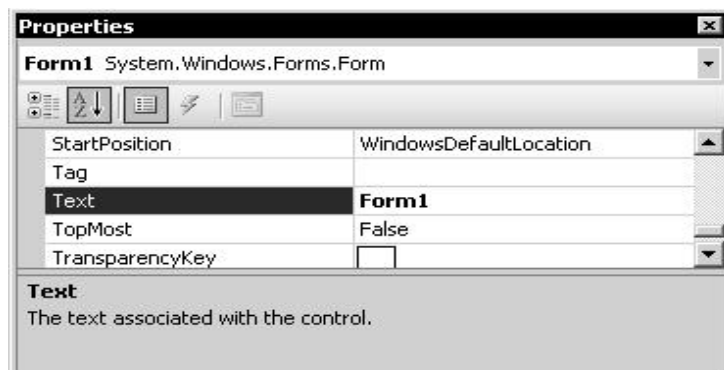 Properties
Form1 System.Windows.Forms.Form
StartPosition WindowsDefaultLocation
Tag
Text Form1
TopMost False
TransparencyKey
Text
The text associated with the control.